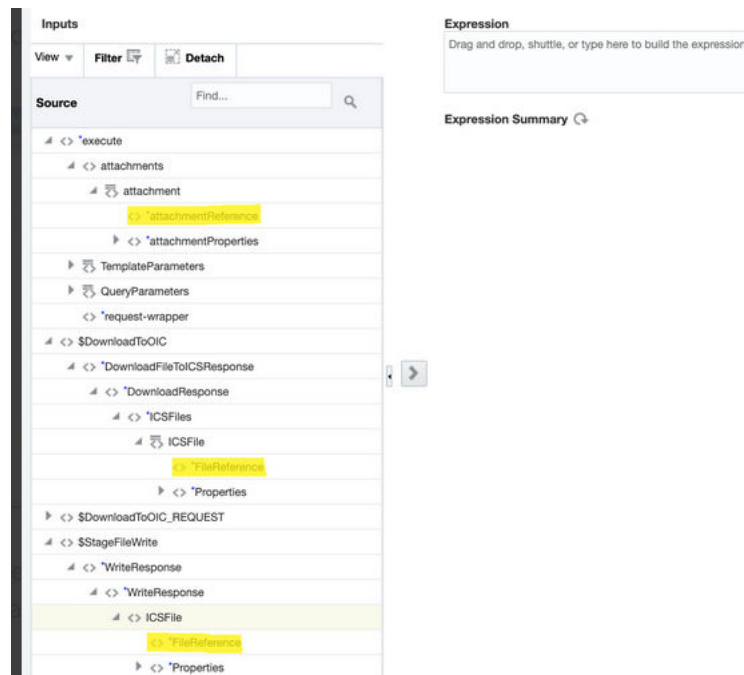 Inputs
View Filter Detach
Source Find...
<> *execute
<> attachments
attachment
<> *attachmentReference
<> *attachmentProperties
TemplateParameters
QueryParameters
<> *request-wrapper
<> $DownloadToOIC
<> *DownloadFileToICSResponse
<> *DownloadResponse
<> *ICSFiles
ICSFile
<> *FileReference
<> *Properties
<> $DownloadToOIC_REQUEST
<> $StageFileWrite
<> *WriteResponse
<> *WriteResponse
<> ICSFile
<> *FileReference
<> *Properties
Expression
Drag and drop, shuttle, or type here to build the expression
Expression Summary